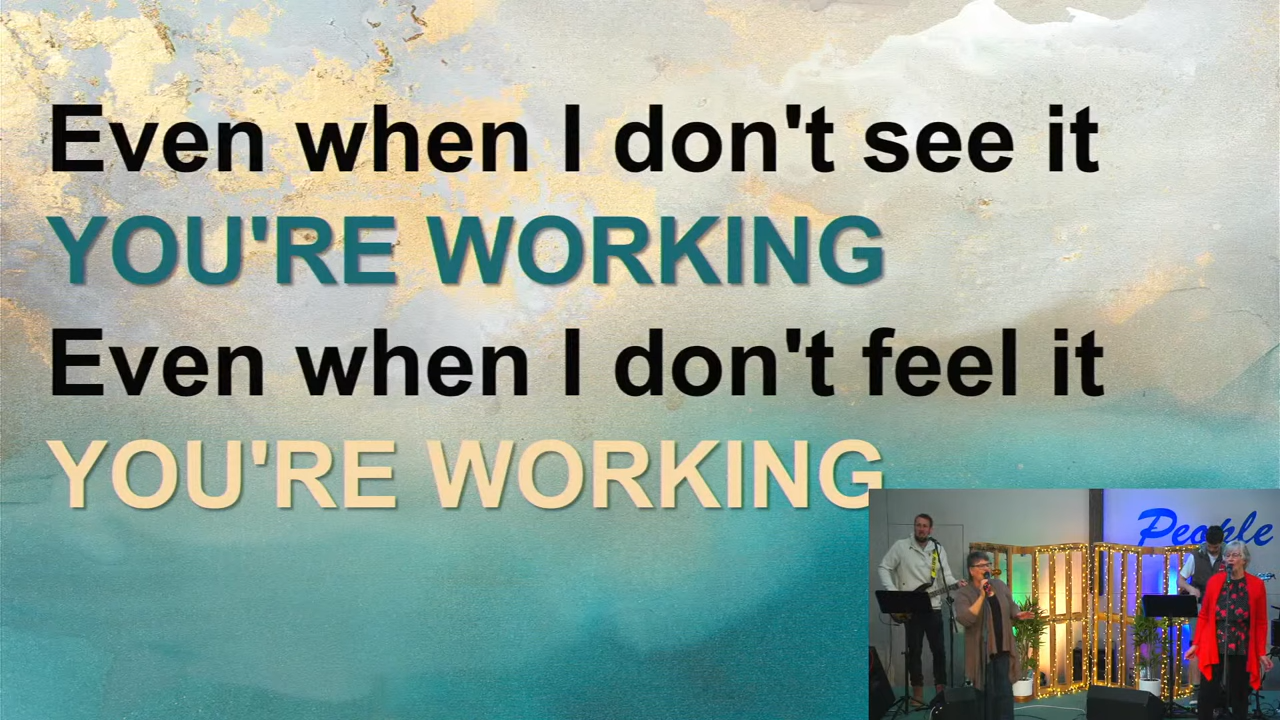 Even when I don't see it
YOU'RE WORKING
Even when I don't feel it
YOU'RE WORKING
People